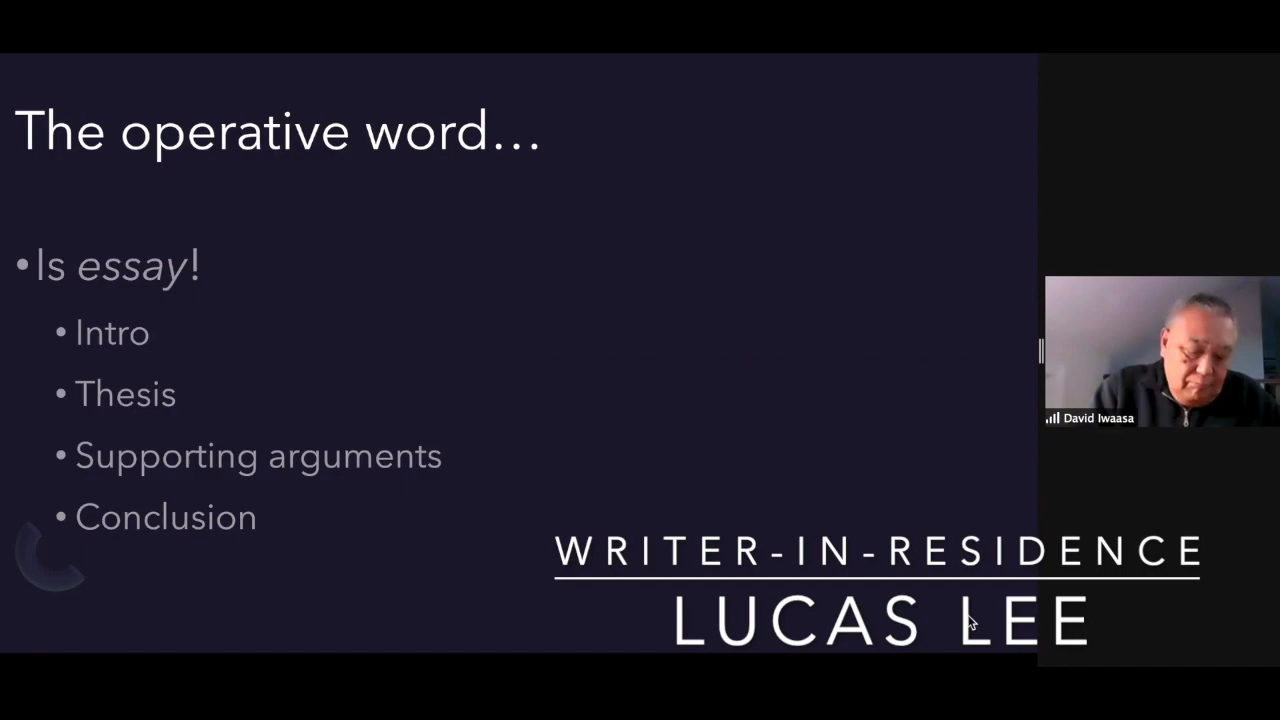 The operative word…
•Is essay!
• Intro
• Thesis
• Supporting arguments
• Conclusion
David Iwaasa
WRITER-IN-RESIDENCE
LUCAS LEE